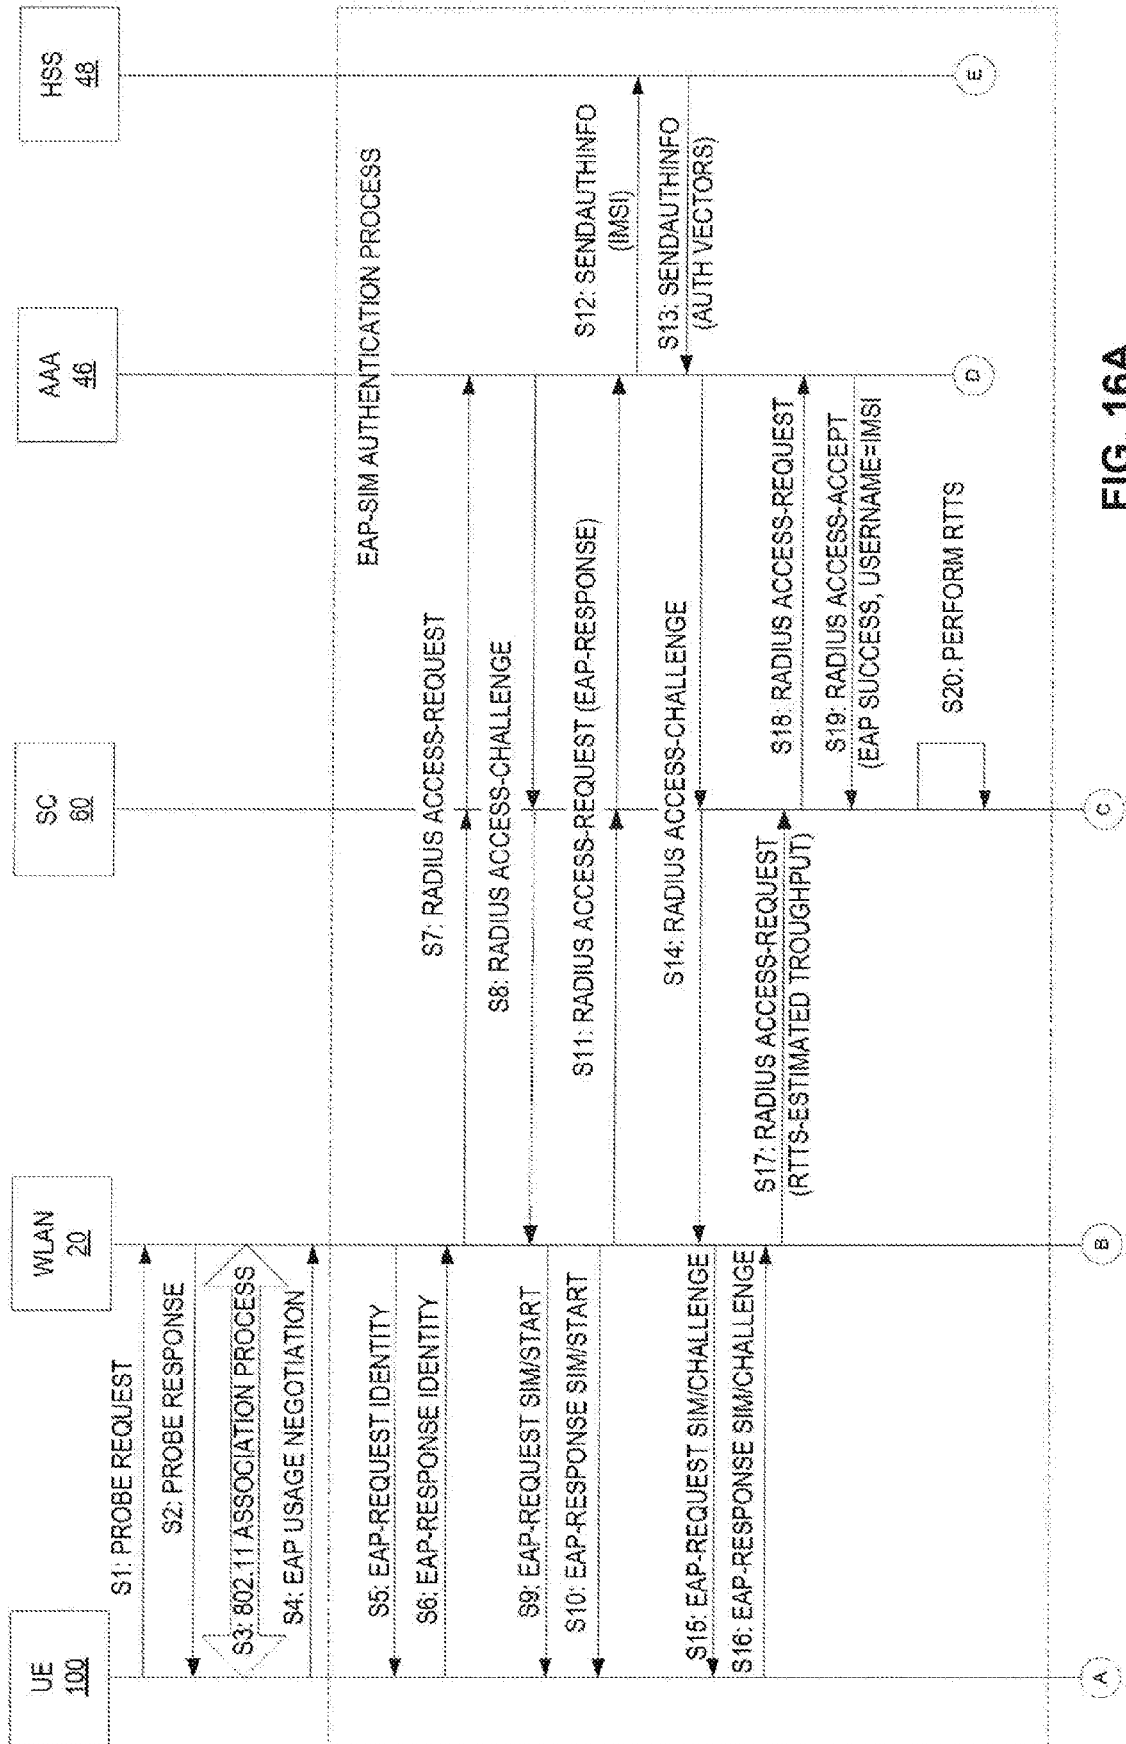 UE
100
WLAN
20
SC
60
AAA
46
HSS
48
S1: PROBE REQUEST
S2: PROBE RESPONSE
S3: 802.11 ASSOCIATION PROCESS
S4: EAP USAGE NEGOTIATION
EAP-SIM AUTHENTICATION PROCESS
S5: EAP-REQUEST IDENTITY
S6: EAP-RESPONSE IDENTITY
S7: RADIUS ACCESS-REQUEST
S8: RADIUS ACCESS-CHALLENGE
S9: EAP-REQUEST SIM/START
S10: EAP-RESPONSE SIM/START
S11: RADIUS ACCESS-REQUEST (EAP-RESPONSE)
S12: SENDAUTHINFO
(IMSI)
S13: SENDAUTHINFO
(AUTH VECTORS)
S14: RADIUS ACCESS-CHALLENGE
S15: EAP-REQUEST SIM/CHALLENGE
S16: EAP-RESPONSE SIM/CHALLENGE
S17: RADIUS ACCESS-REQUEST
(RTTS-ESTIMATED TROUGHPUT)
S18: RADIUS ACCESS-REQUEST
S19: RADIUS ACCESS-ACCEPT
(EAP SUCCESS, USERNAME=IMSI
S20: PERFORM RTTS
A
B
C
D
E
FIG. 16A